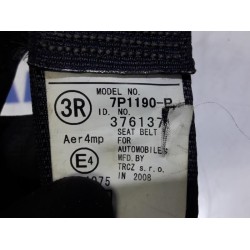 MODEL NO.
3R 7P1190-P
ID. NO.
376137
Aer4mp SEAT BELT
FOR
AUTOMOBILES
E4 MFD. BY
TRCZ s.r.o.
IN 2008